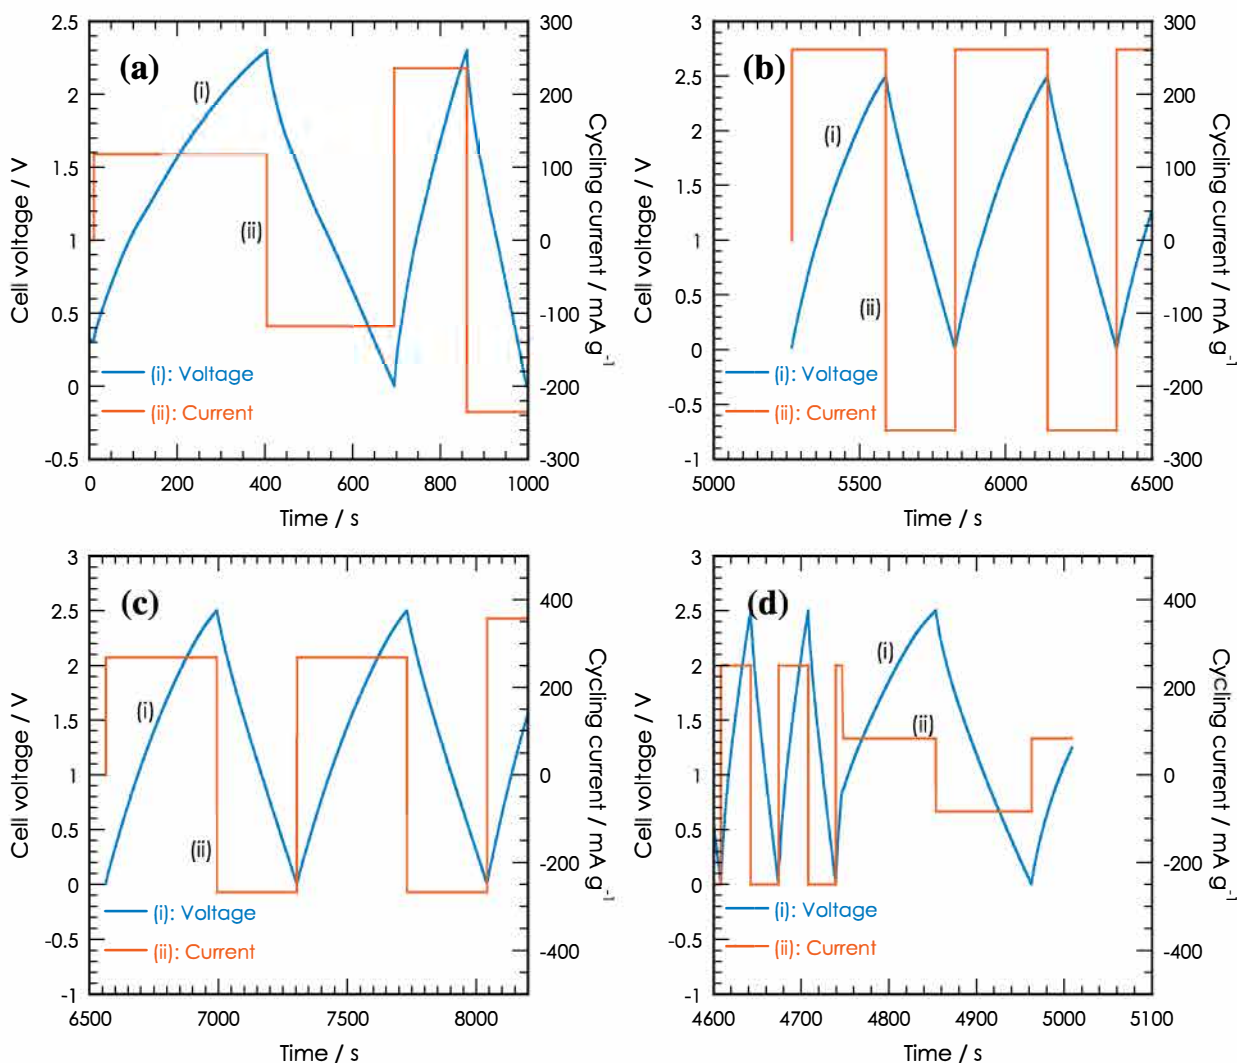 (a)
(i)
(ii)
(i): Voltage
(ii): Current
2.5
2
1.5
1
0.5
0
-0.5
Cell voltage / V
300
200
100
0
-100
-200
-300
Cycling current / mA g-1
0 200 400 600 800 1000
Time / s
(b)
(i)
(ii)
(i): Voltage
(ii): Current
3
2.5
2
1.5
1
0.5
0
-0.5
-1
Cell voltage / V
300
200
100
0
-100
-200
-300
Cycling current / mA g-1
5000 5500 6000 6500
Time / s
(c)
(i)
(ii)
(i): Voltage
(ii): Current
3
2.5
2
1.5
1
0.5
0
-0.5
-1
Cell voltage / V
400
200
0
-200
-400
Cycling current / mA g-1
6500 7000 7500 8000
Time / s
(d)
(i)
(ii)
(i): Voltage
(ii): Current
3
2.5
2
1.5
1
0.5
0
-0.5
-1
Cell voltage / V
400
200
0
-200
-400
Cycling current / mA g-1
4600 4700 4800 4900 5000 5100
Time / s